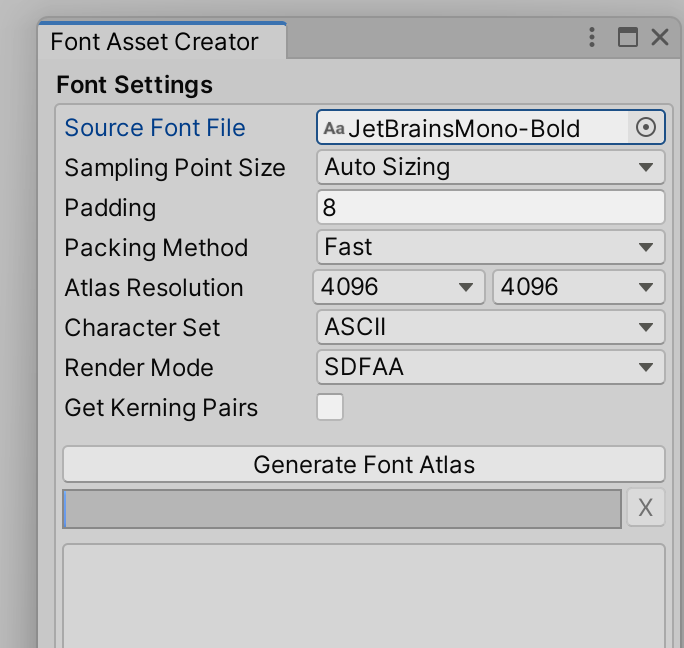 Font Asset Creator
Font Settings
Source Font File Aa JetBrainsMono-Bold
Sampling Point Size Auto Sizing
Padding 8
Packing Method Fast
Atlas Resolution 4096 4096
Character Set ASCII
Render Mode SDFAA
Get Kerning Pairs
Generate Font Atlas
X